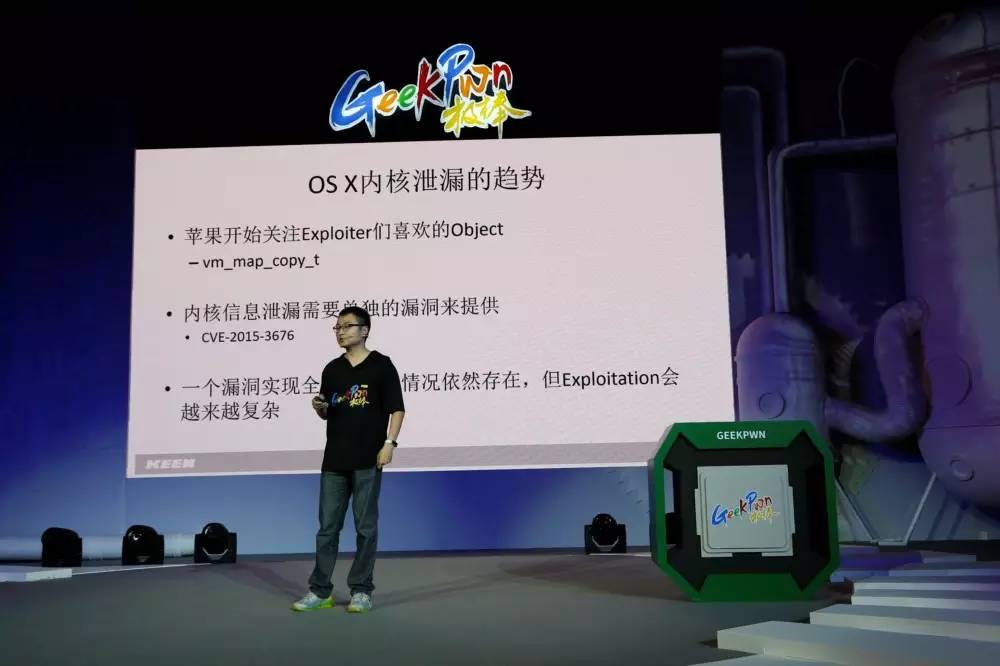 GeekPwn
极棒
OS X内核泄漏的趋势
• 苹果开始关注Exploiter们喜欢的Object
– vm_map_copy_t
• 内核信息泄漏需要单独的漏洞来提供
• CVE-2015-3676
• 一个漏洞实现全 情况依然存在，但Exploitation会
越来越复杂
KEEN
GeekPwn
GEEKPWN
GeekPwn
极棒